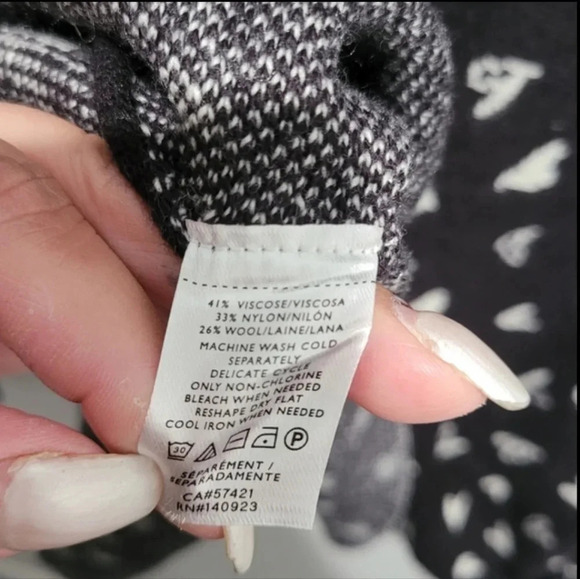 41% VISCOSE/VISCOSA
33% NYLON/NILÓN
26% WOOL/LAINE/LANA
MACHINE WASH COLD
SEPARATELY
DELICATE CYCLE
ONLY NON-CHLORINE
BLEACH WHEN NEEDED
RESHAPE DRY FLAT
COOL IRON WHEN NEEDED
30 P
SÉPARÉMENT /
SEPARADAMENTE
CA#57421
RN#140923